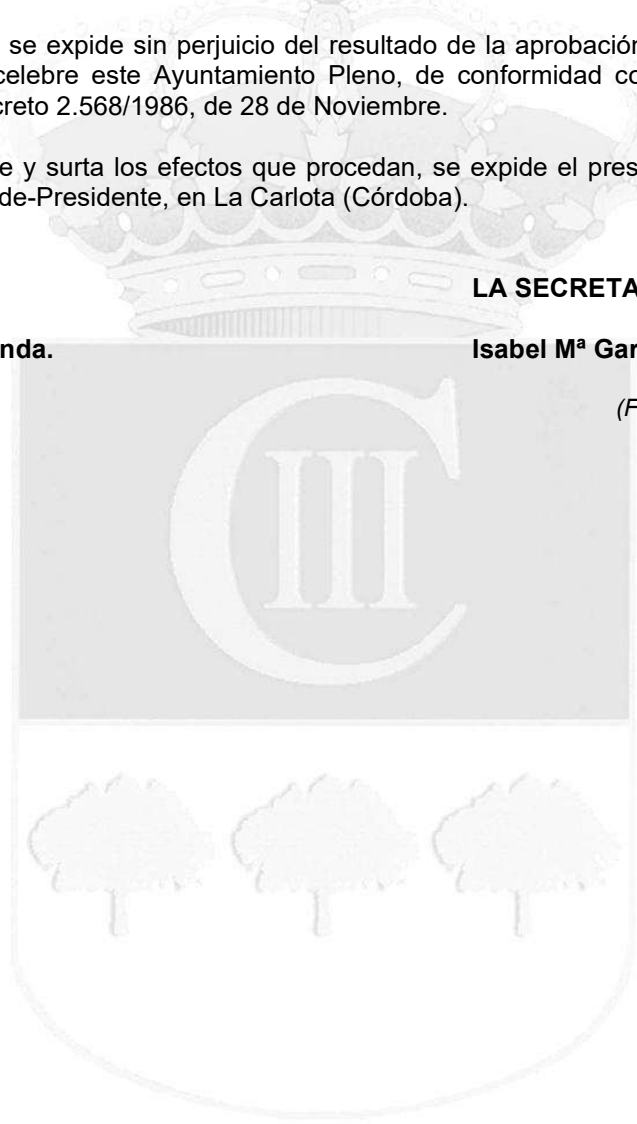 se expide sin perjuicio del resultado de la aprobación
celebre este Ayuntamiento Pleno, de conformidad co
creto 2.568/1986, de 28 de Noviembre.
e y surta los efectos que procedan, se expide el pres
de-Presidente, en La Carlota (Córdoba).
LA SECRETA
nda. Isabel Mª Gar
(F
C III